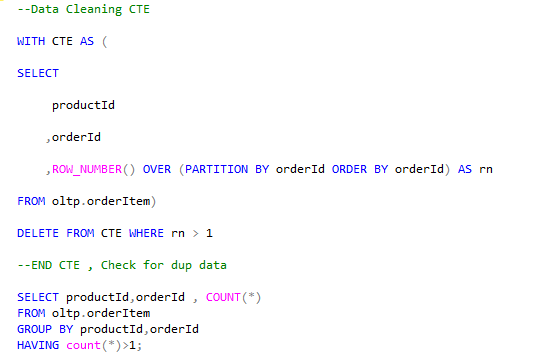 --Data Cleaning CTE
WITH CTE AS (
SELECT
productId
,orderId
,ROW_NUMBER() OVER (PARTITION BY orderId ORDER BY orderId) AS rn
FROM oltp.orderItem)
DELETE FROM CTE WHERE rn > 1
--END CTE , Check for dup data
SELECT productId,orderId , COUNT(*)
FROM oltp.orderItem
GROUP BY productId,orderId
HAVING count(*)>1;